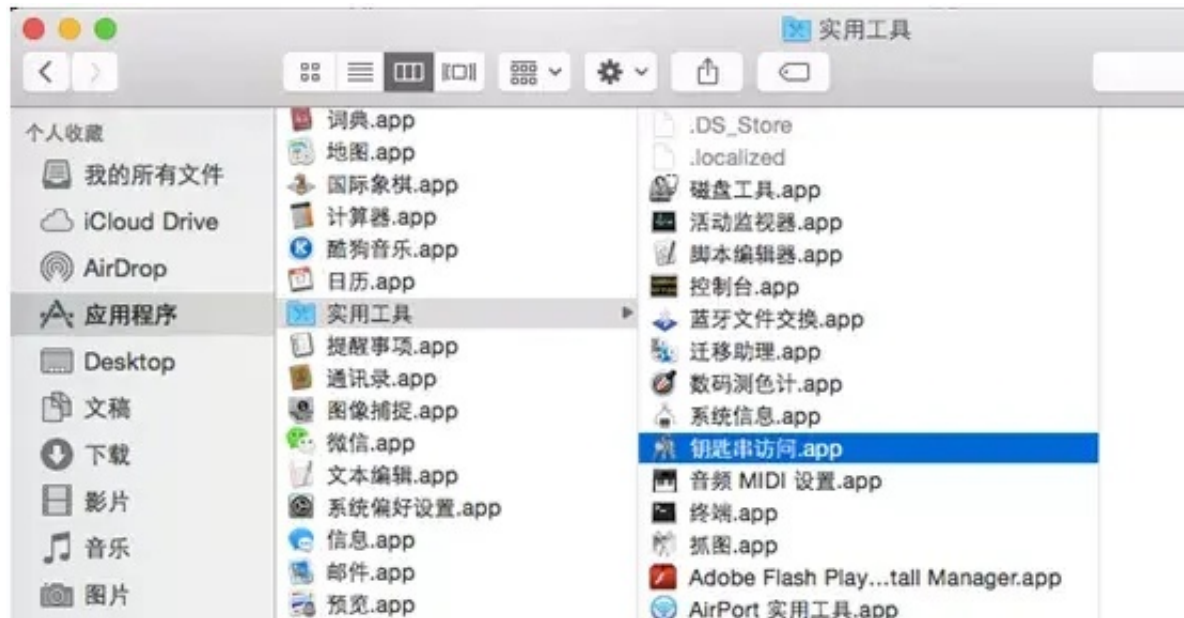 实用工具
个人收藏
我的所有文件
iCloud Drive
AirDrop
应用程序
Desktop
文稿
下载
影片
音乐
图片
词典.app
地图.app
国际象棋.app
计算器.app
酷狗音乐.app
日历.app
实用工具
提醒事项.app
通讯录.app
图像捕捉.app
微信.app
文本编辑.app
系统偏好设置.app
信息.app
邮件.app
预览.app
.DS_Store
.localized
磁盘工具.app
活动监视器.app
脚本编辑器.app
控制台.app
蓝牙文件交换.app
迁移助理.app
数码测色计.app
系统信息.app
钥匙串访问.app
音频 MIDI 设置.app
终端.app
抓图.app
Adobe Flash Play...tall Manager.app
AirPort 实用工具.app